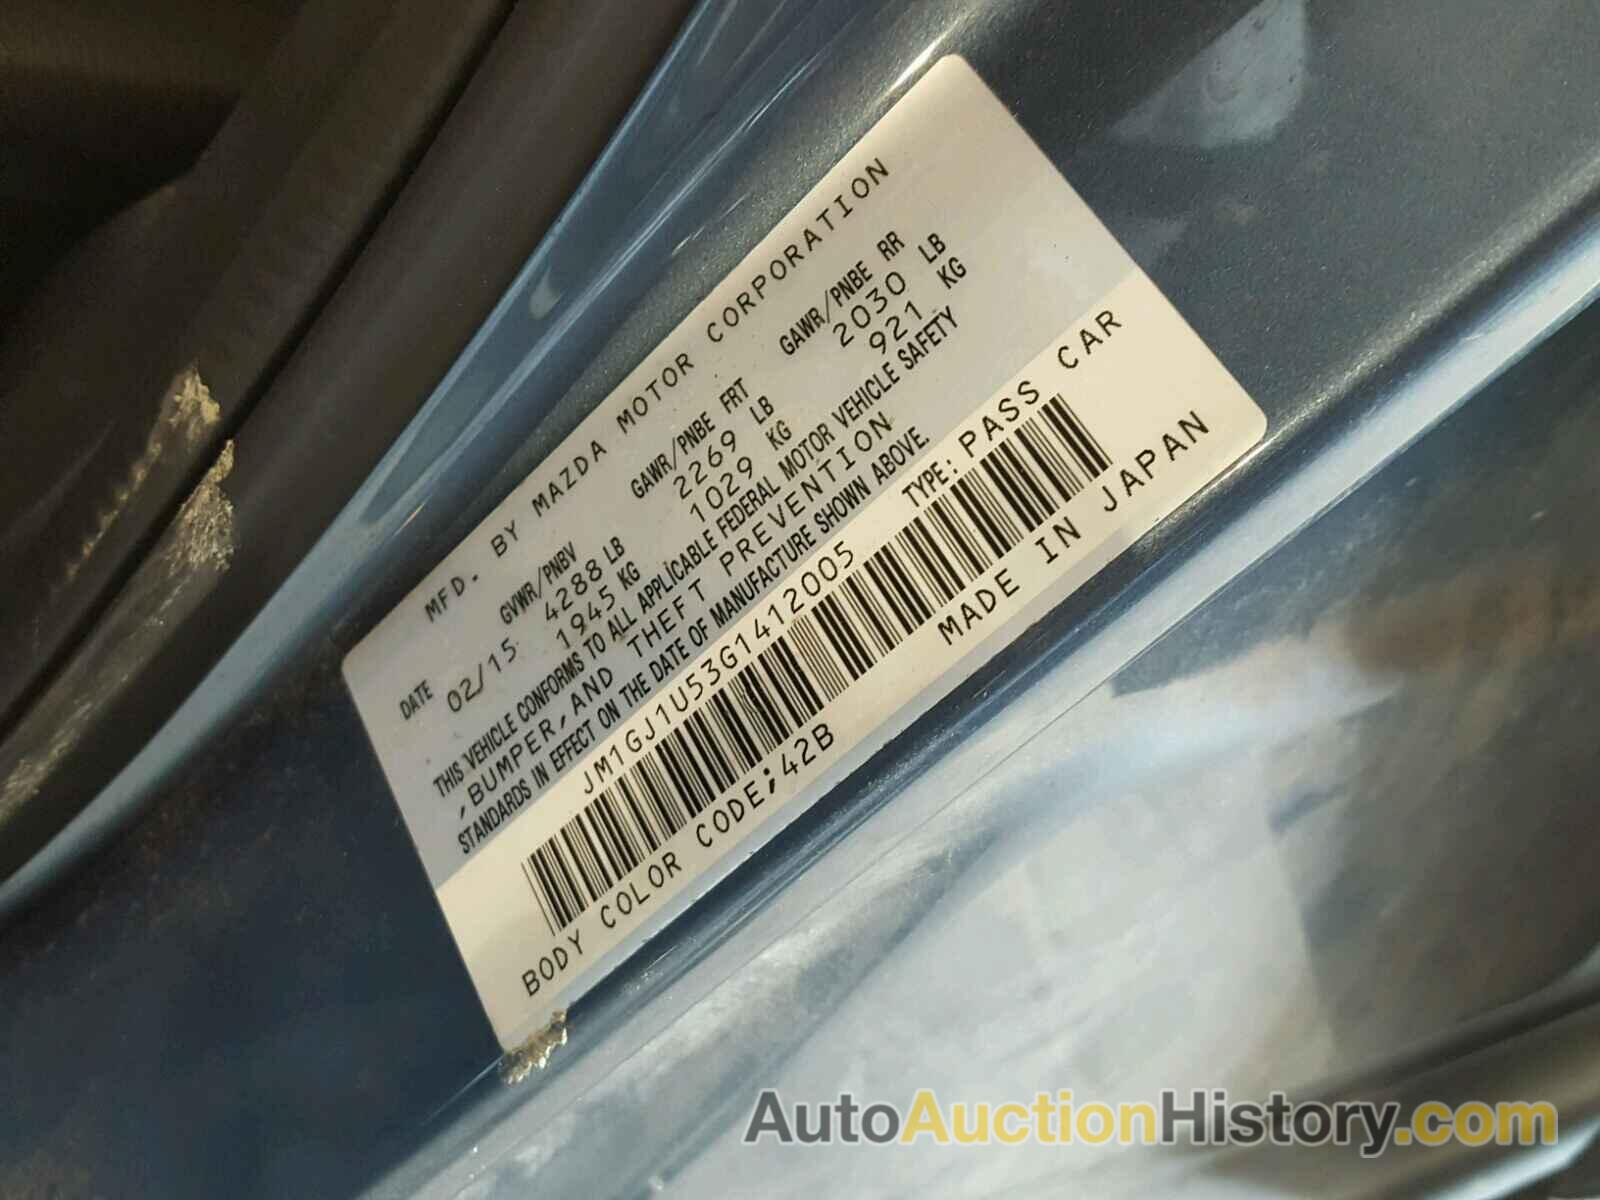 MFD. BY MAZDA MOTOR CORPORATION
DATE GVWR/PNBV GAWR/PNBE FRT GAWR/PNBE RR
02/15 4288 LB 2269 LB 2030 LB
1945 KG 1029 KG 921 KG
THIS VEHICLE CONFORMS TO ALL APPLICABLE FEDERAL MOTOR VEHICLE SAFETY
,BUMPER,AND THEFT PREVENTION
STANDARDS IN EFFECT ON THE DATE OF MANUFACTURE SHOWN ABOVE.
JM1GJ1U53G1412005 TYPE: PASS CAR
BODY COLOR CODE;42B MADE IN JAPAN
AutoAuctionHistory.com